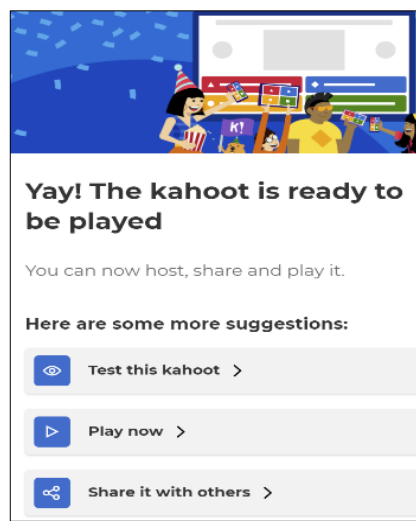 K!
Yay! The kahoot is ready to
be played
You can now host, share and play it.
Here are some more suggestions:
Test this kahoot
Play now
Share it with others